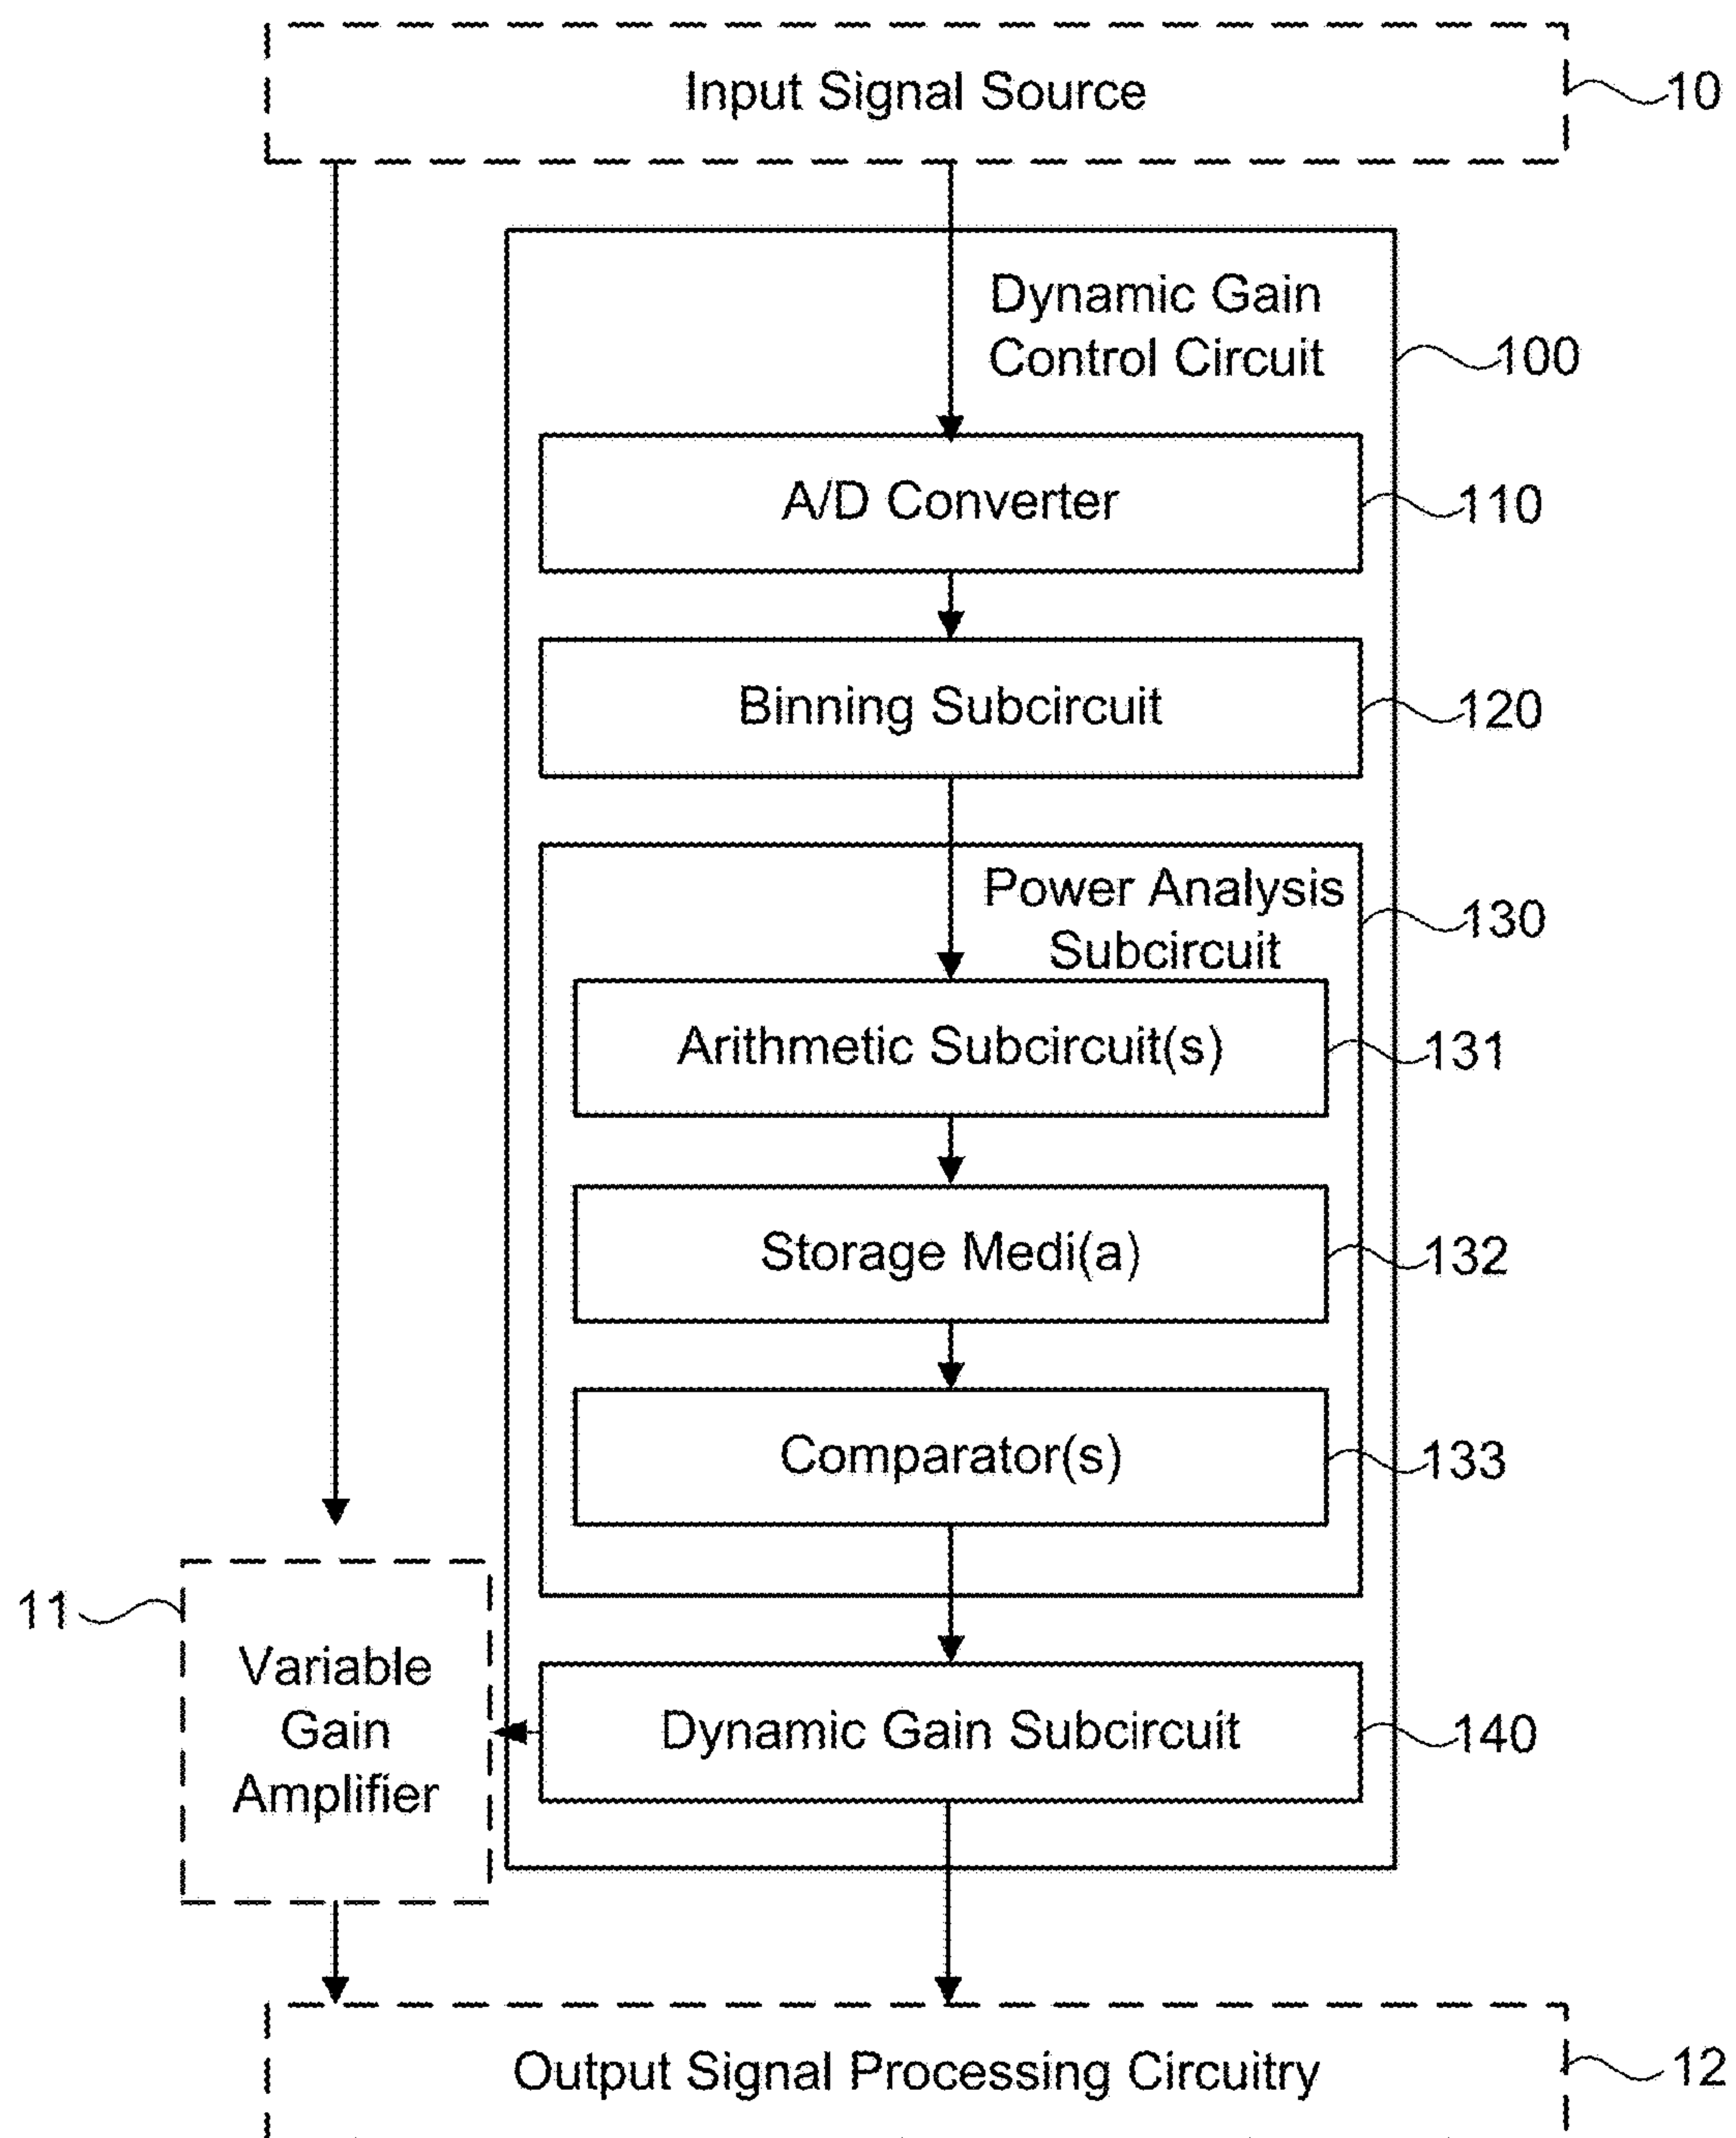 Input Signal Source
10
Dynamic Gain
Control Circuit
100
A/D Converter
110
Binning Subcircuit
120
Power Analysis
Subcircuit
130
Arithmetic Subcircuit(s)
131
Storage Medi(a)
132
Comparator(s)
133
11
Variable
Gain
Amplifier
Dynamic Gain Subcircuit
140
Output Signal Processing Circuitry
12